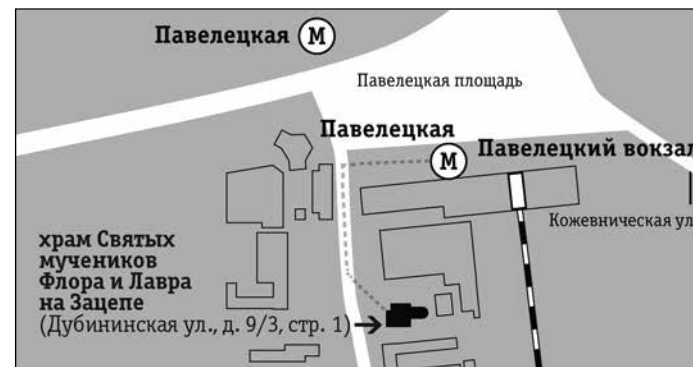 Павелецкая М
Павелецкая площадь
Павелецкая
М
Павелецкий вокзал
Кожевническая ул
храм Святых
мучеников
Флора и Лавра
на Зацепе
(Дубининская ул., д. 9/3, стр. 1)